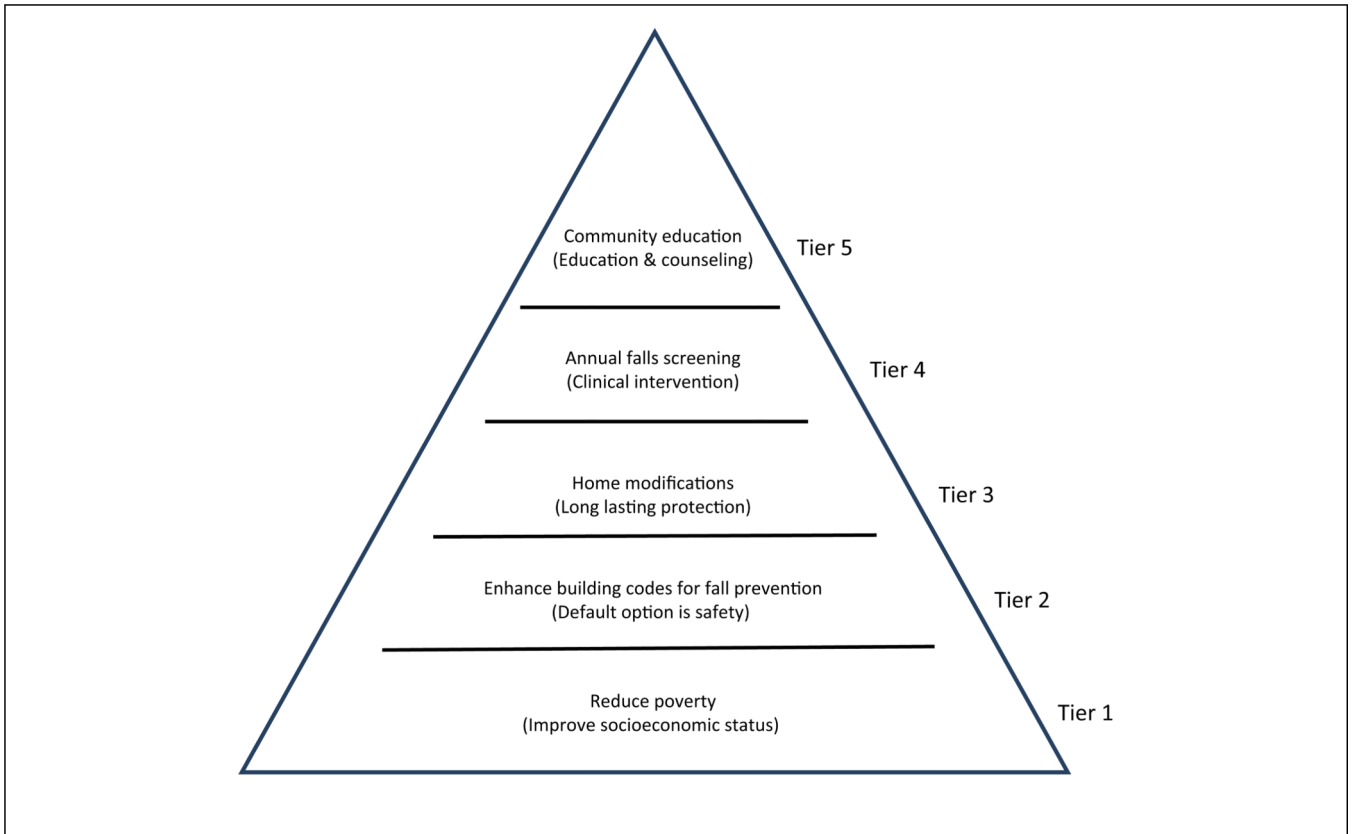 Community education
(Education & counseling)
Tier 5
Annual falls screening
(Clinical intervention)
Tier 4
Home modifications
(Long lasting protection)
Tier 3
Enhance building codes for fall prevention
(Default option is safety)
Tier 2
Reduce poverty
(Improve socioeconomic status)
Tier 1